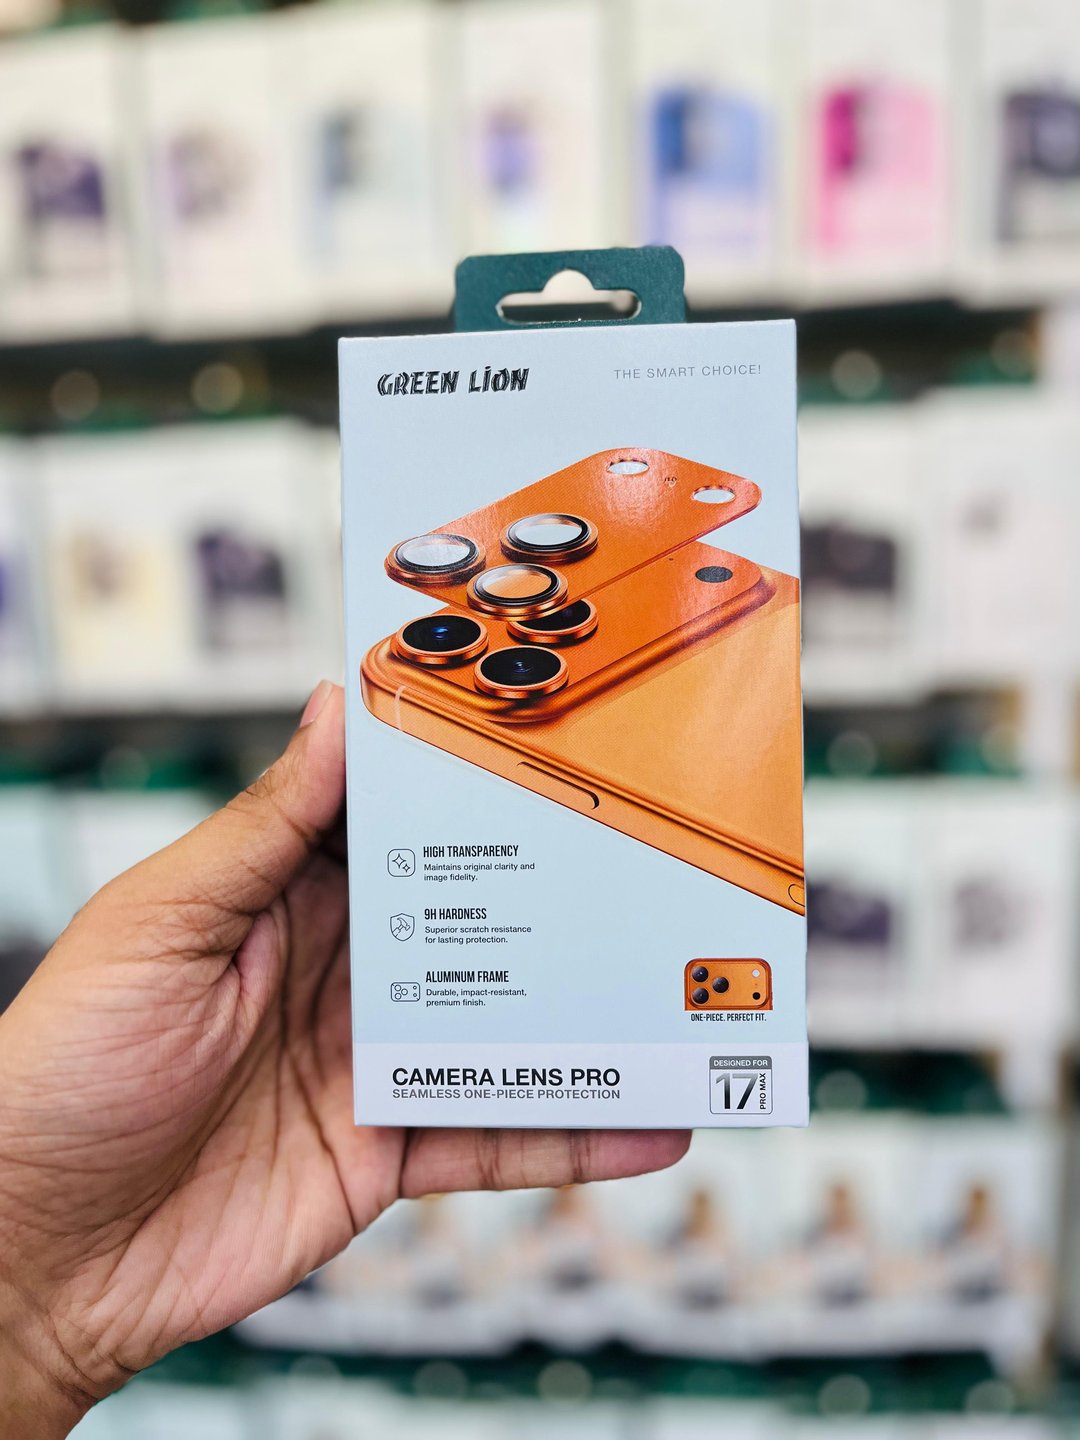 GREEN LION
THE SMART CHOICE!
HIGH TRANSPARENCY
Maintains original clarity and
image fidelity.
9H HARDNESS
Superior scratch resistance
for lasting protection.
ALUMINUM FRAME
Durable, impact-resistant,
premium finish.
ONE-PIECE. PERFECT FIT.
CAMERA LENS PRO
SEAMLESS ONE-PIECE PROTECTION
DESIGNED FOR
17 PRO MAX